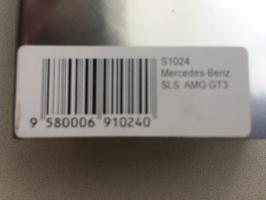 S1024
Mercedes-Benz
SLS AMG GT3
9 580006 910240